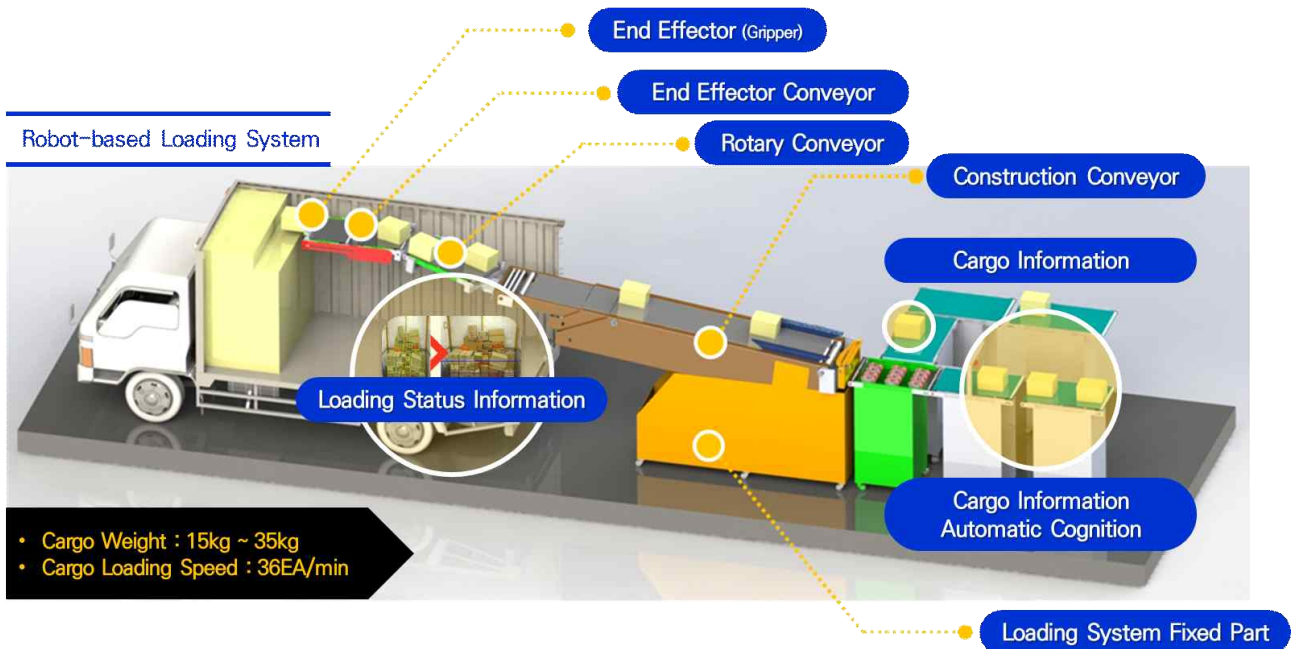 End Effector (Gripper)
End Effector Conveyor
Robot-based Loading System
Rotary Conveyor
Construction Conveyor
Cargo Information
Loading Status Information
Cargo Information
Automatic Cognition
• Cargo Weight : 15kg ~ 35kg
• Cargo Loading Speed : 36EA/min
Loading System Fixed Part